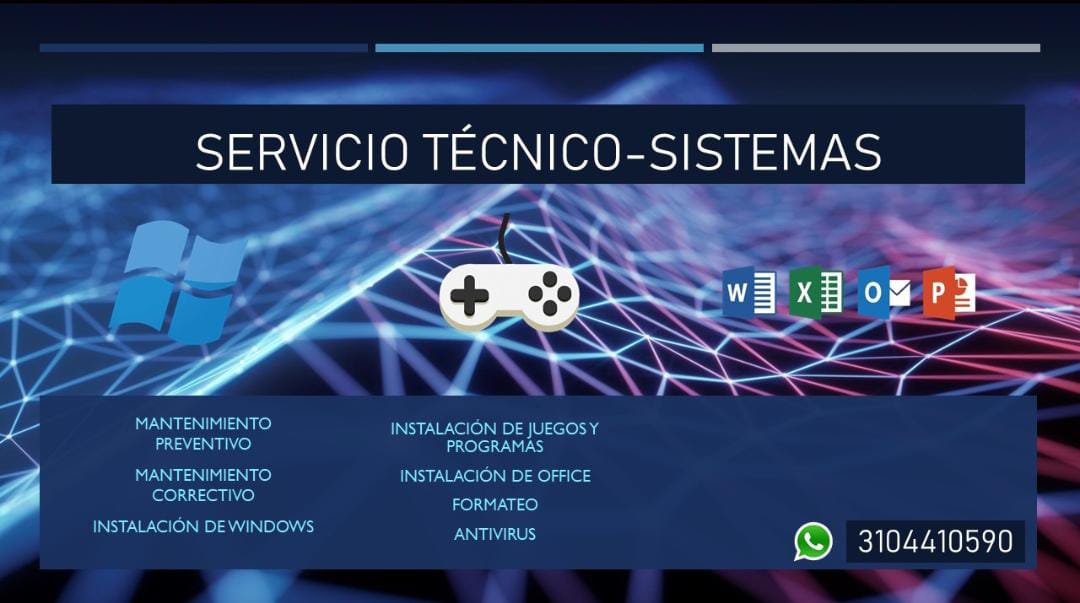 SERVICIO TÉCNICO-SISTEMAS
W
X
O
P
MANTENIMIENTO
PREVENTIVO
MANTENIMIENTO
CORRECTIVO
INSTALACIÓN DE WINDOWS
INSTALACIÓN DE JUEGOS Y
PROGRAMAS
INSTALACIÓN DE OFFICE
FORMATEO
ANTIVIRUS
3104410590